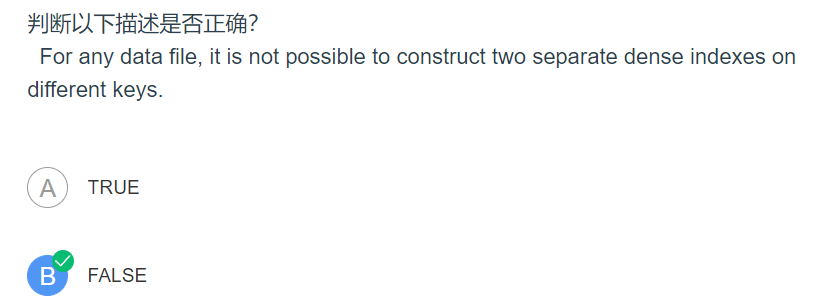 判断以下描述是否正确?
For any data file, it is not possible to construct two separate dense indexes on
different keys.
A TRUE
B FALSE